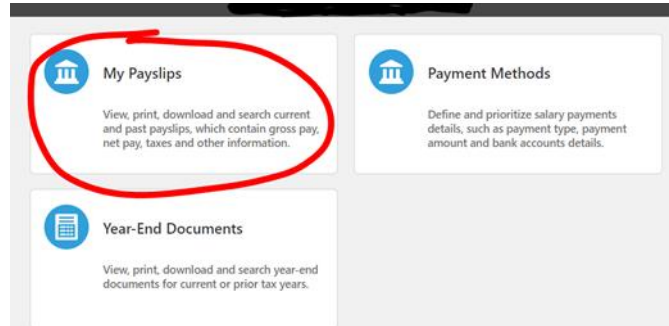 My Payslips
View, print, download and search current
and past payslips, which contain gross pay,
net pay, taxes and other information.
Payment Methods
Define and prioritize salary payments
details, such as payment type, payment
amount and bank accounts details.
Year-End Documents
View, print, download and search year-end
documents for current or prior tax years.